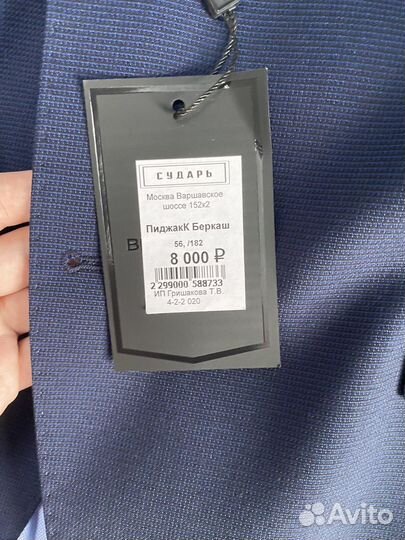 СУДАРЬ
Москва Варшавское
шоссе 152к2
ПиджакК Беркаш
56, /182
8 000 ₽
2 299000 588733
ИП Гришакова Т.В.
4-2-2 020
B
Avito